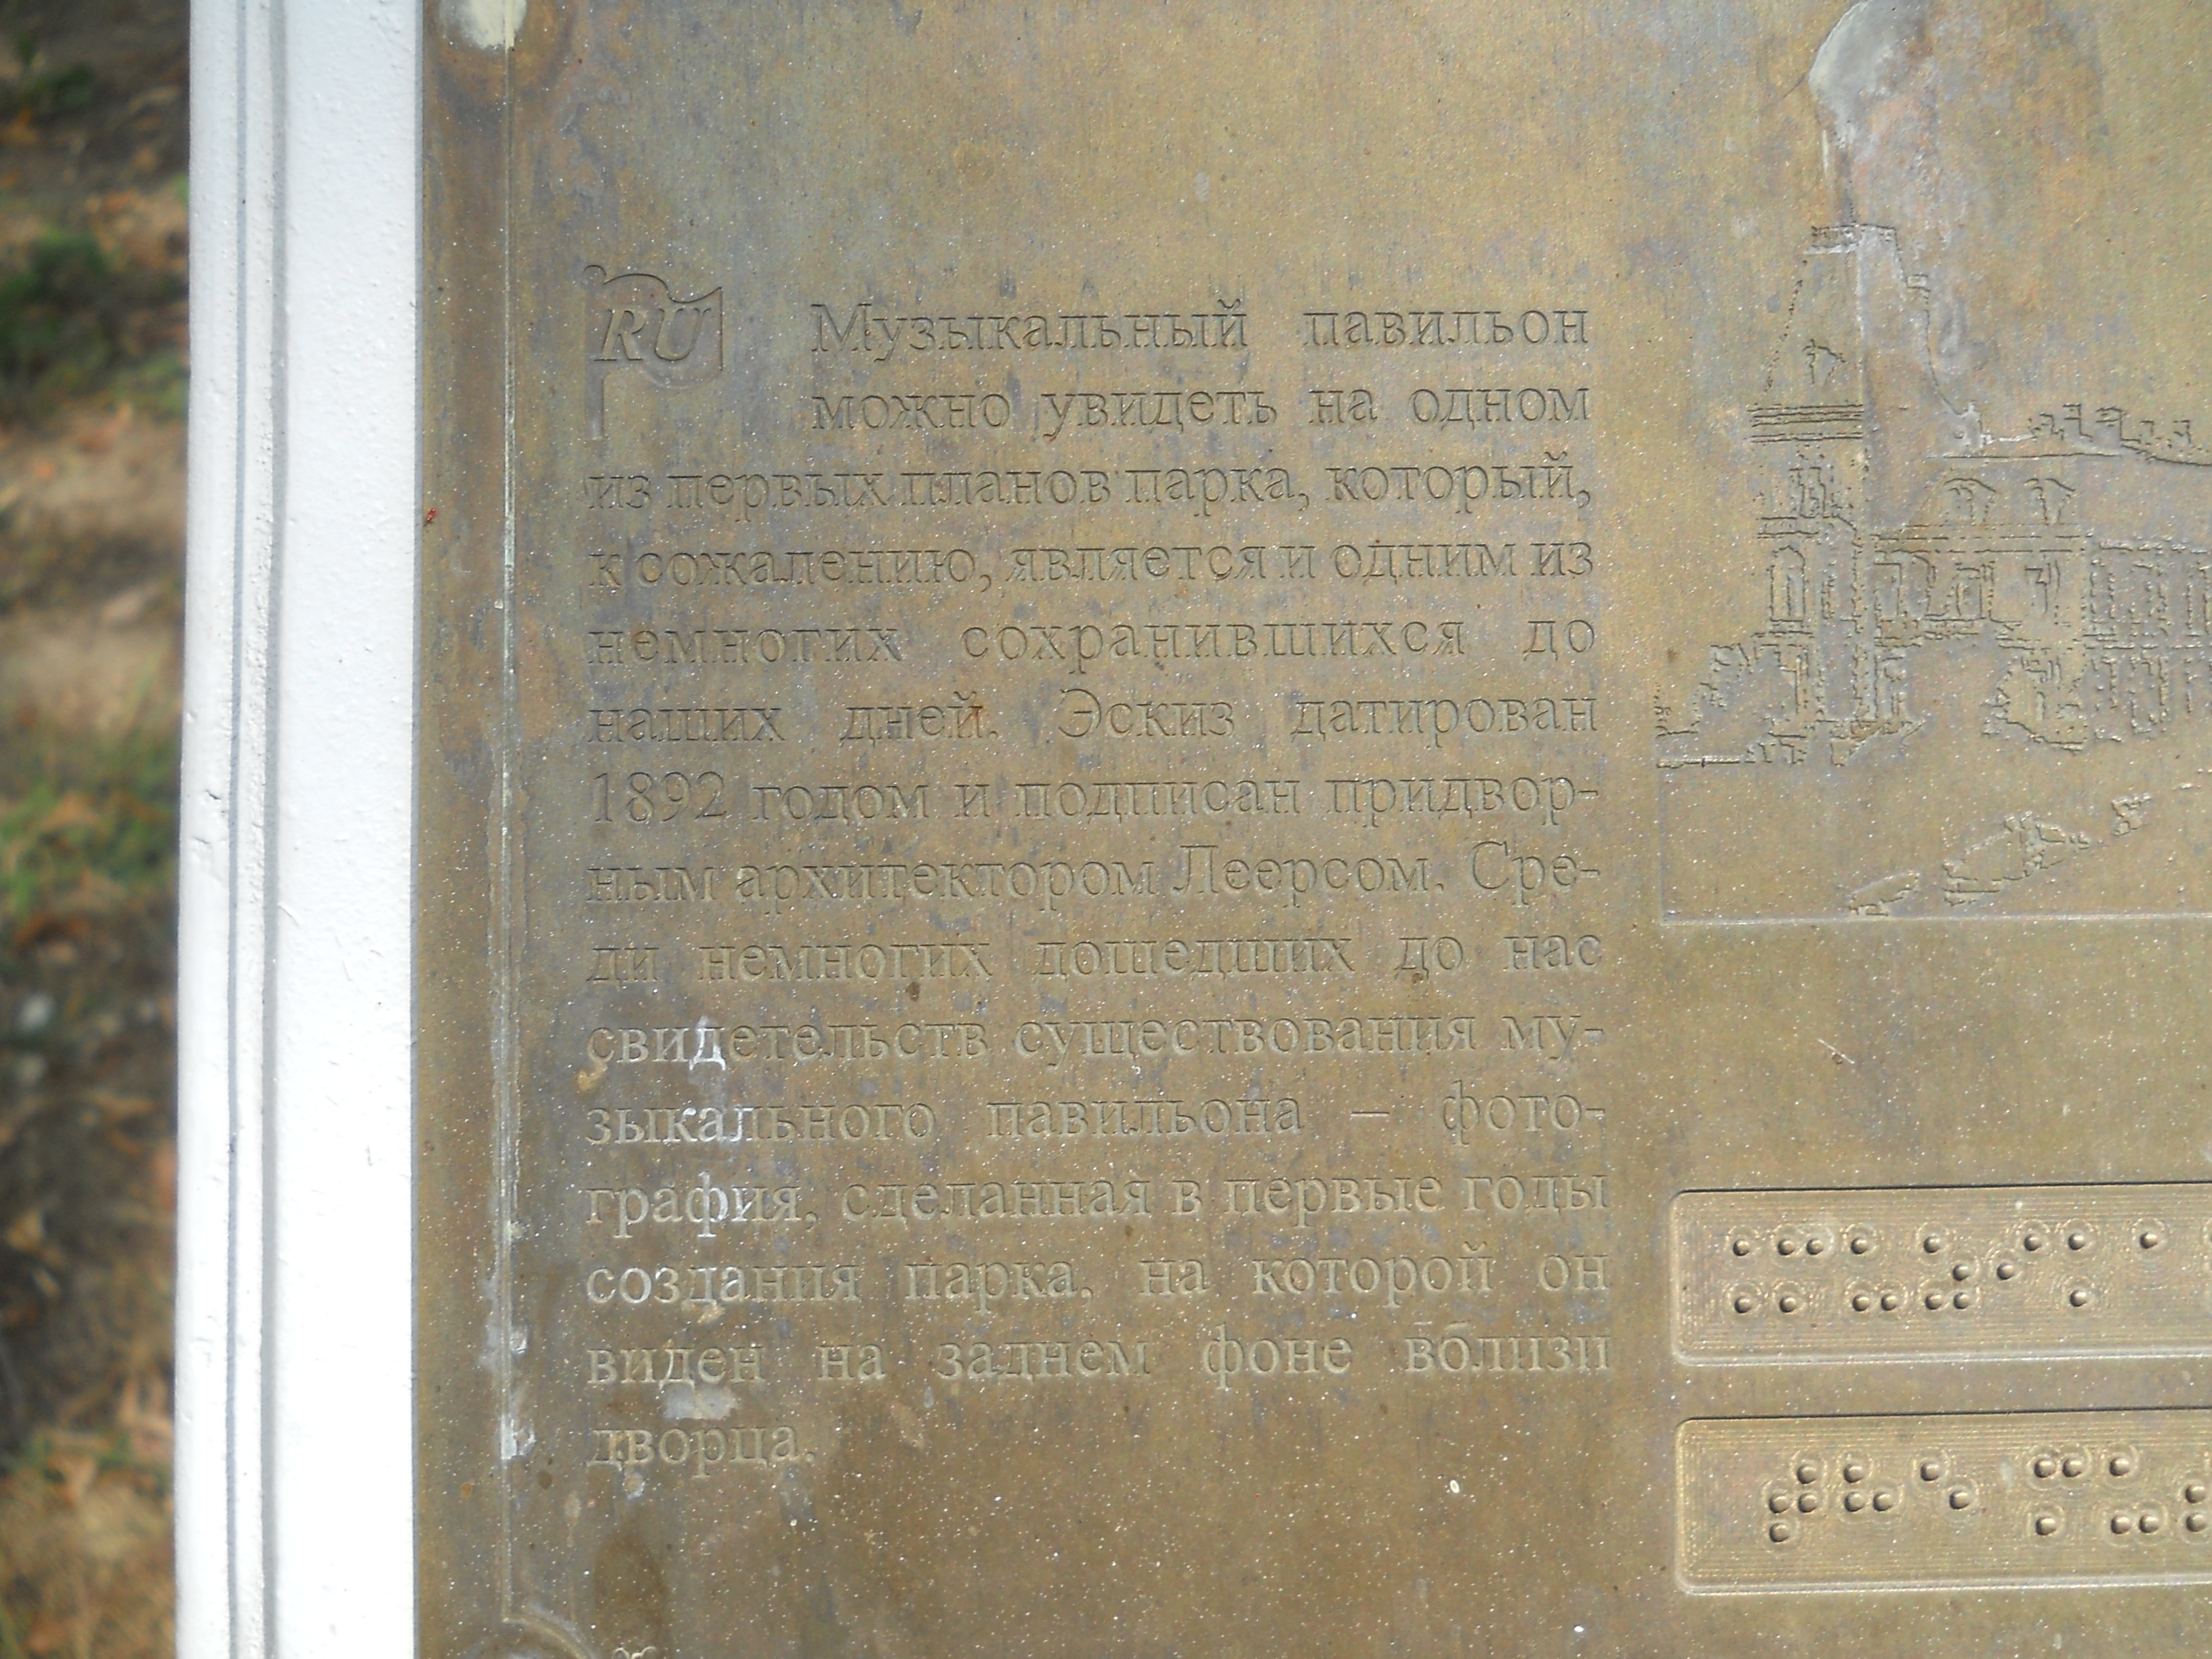 RU
Музыкальный павильон
можно увидеть на одном
из первых планов парка, который,
к сожалению, является и одним из
немногих сохранившихся до
наших дней. Эскиз датирован
1892 годом и подписан придвор-
ным архитектором Леерсом. Сре-
ди немногих дошедших до нас
свидетельств существования му-
зыкального павильона – фото-
графия, сделанная в первые годы
создания парка, на которой он
виден на заднем фоне вблизи
дворца.